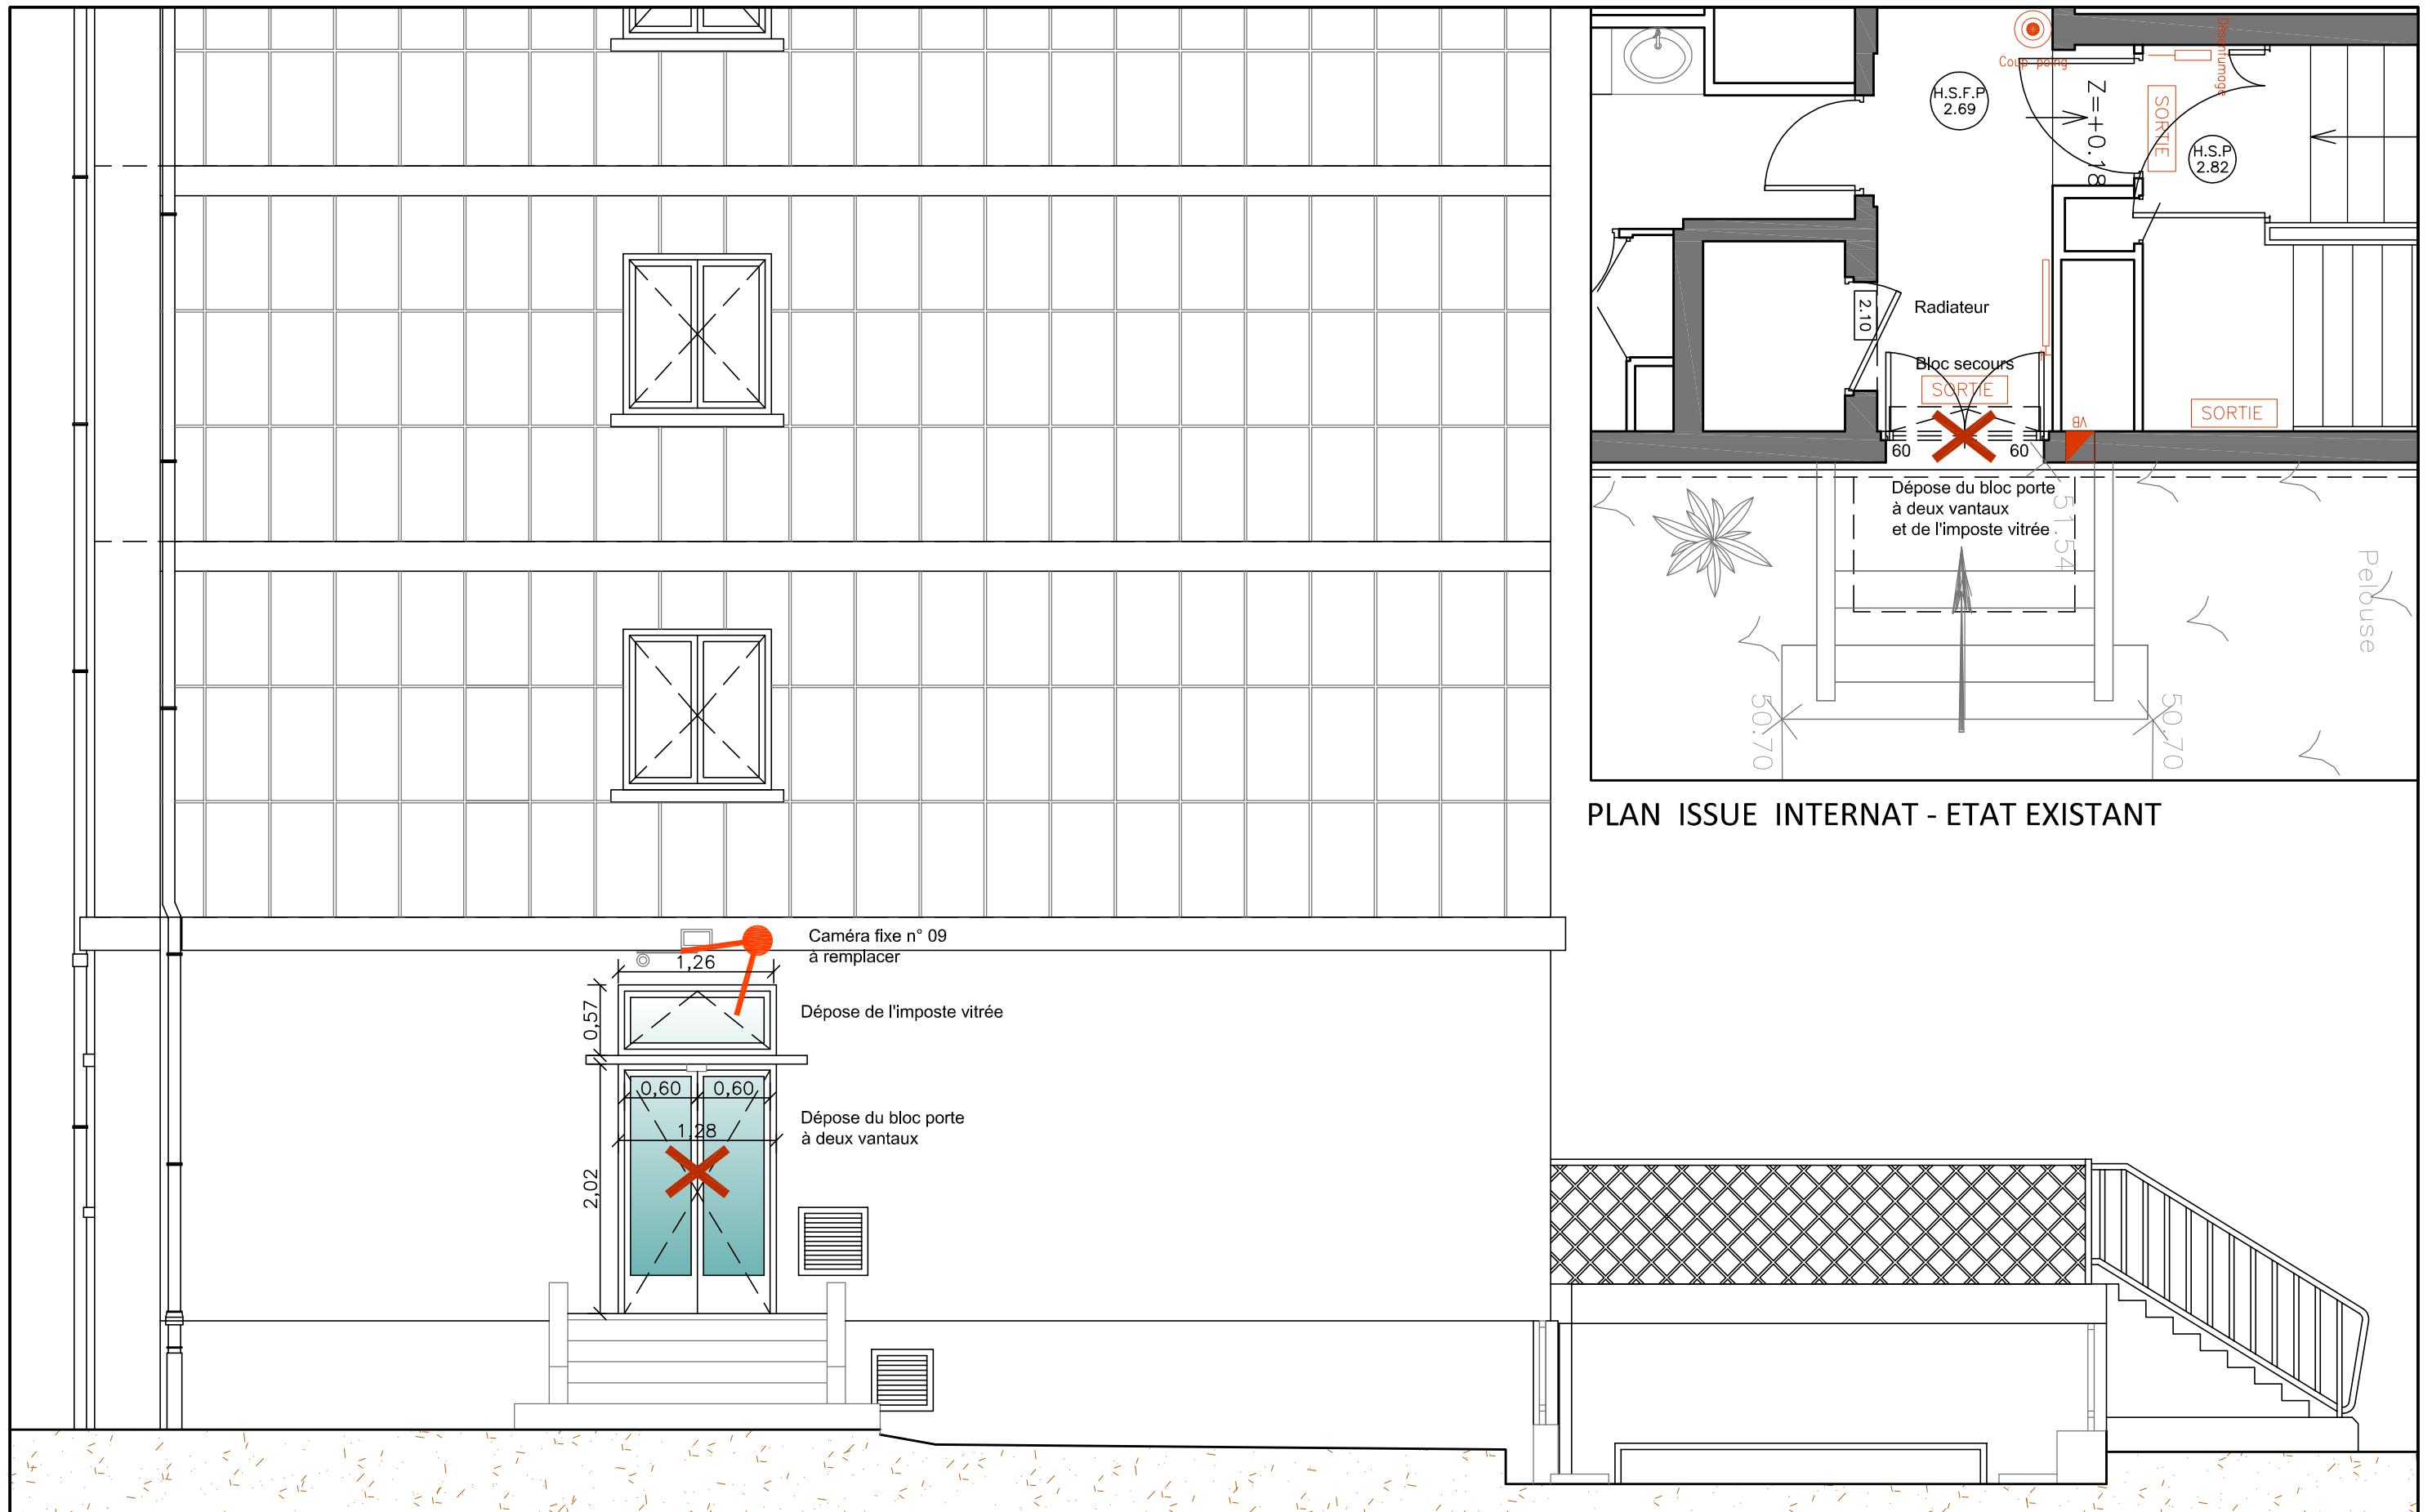 Coup poing
Désenfumage
H.S.F.P
2.69
Z=+0.18
SORTIE
H.S.P
2.82
2.10
Radiateur
Bloc secours
SORTIE
SORTIE
VB
60
60
Dépose du bloc porte
à deux vantaux
et de l'imposte vitrée
51.54
Pelouse
50.70
50.70
PLAN ISSUE INTERNAT - ETAT EXISTANT
Caméra fixe n° 09
à remplacer
1,26
0,57
Dépose de l'imposte vitrée
0,60
0,60
Dépose du bloc porte
à deux vantaux
1,28
2,02